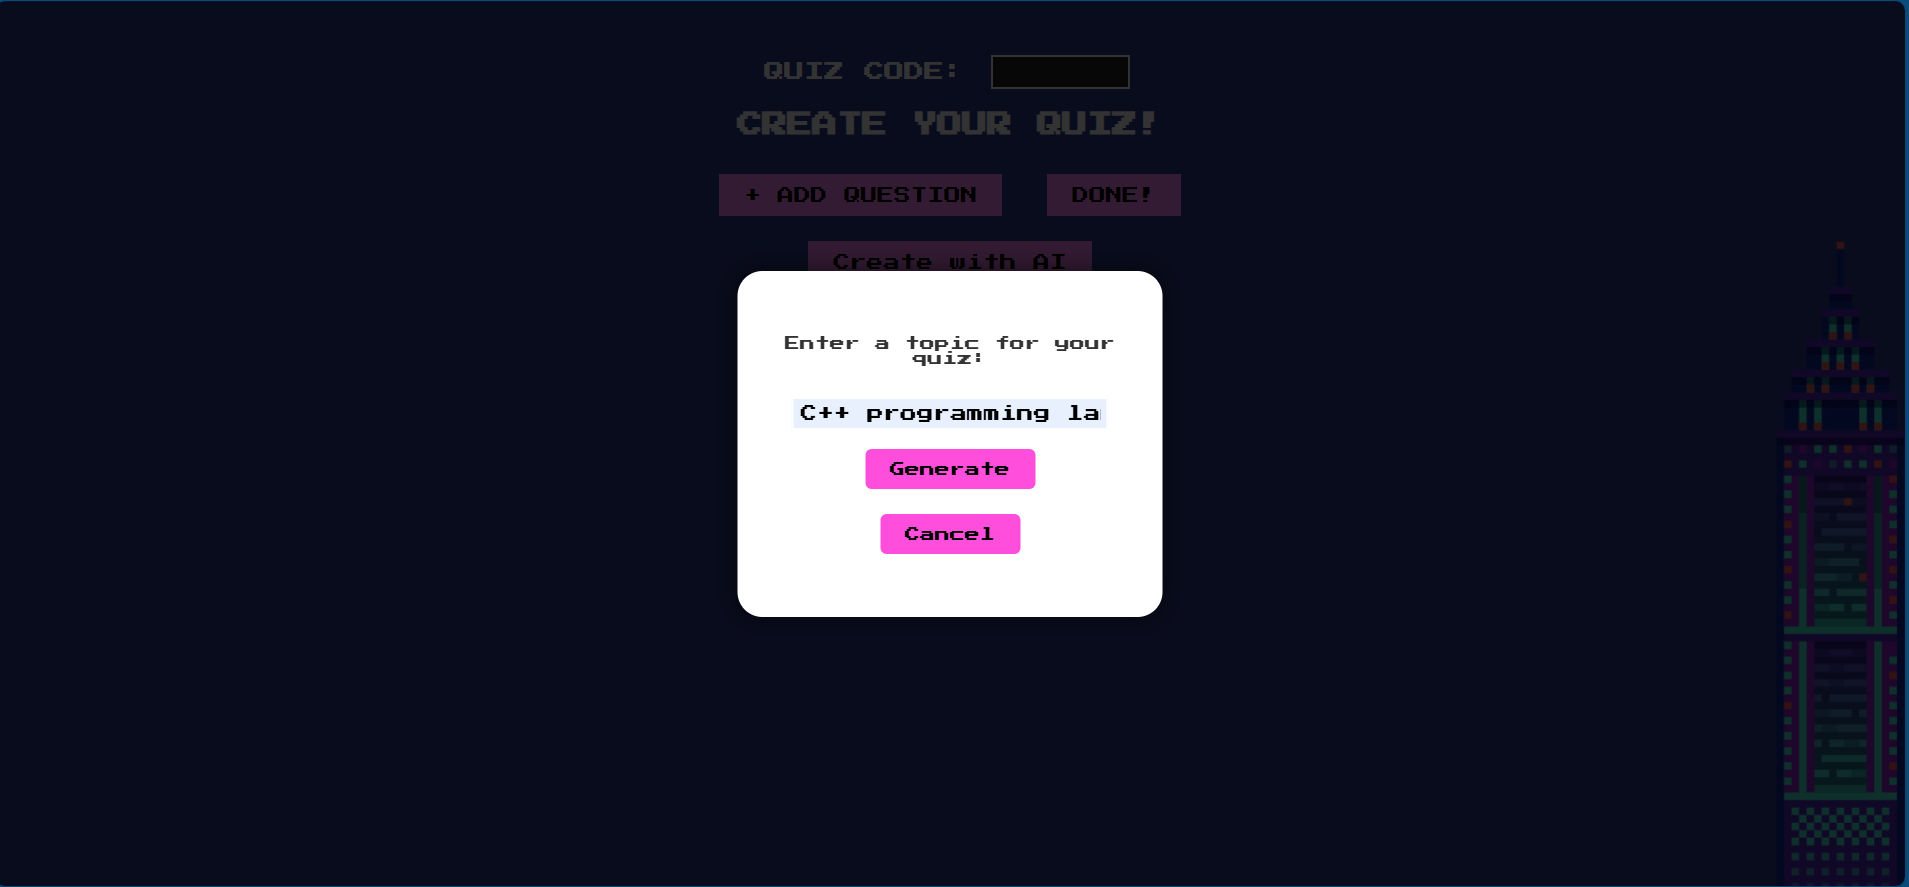 QUIZ CODE:
CREATE YOUR QUIZ!
+ ADD QUESTION
DONE!
Create with AI
Enter a topic for your
quiz:
C++ programming la
Generate
Cancel